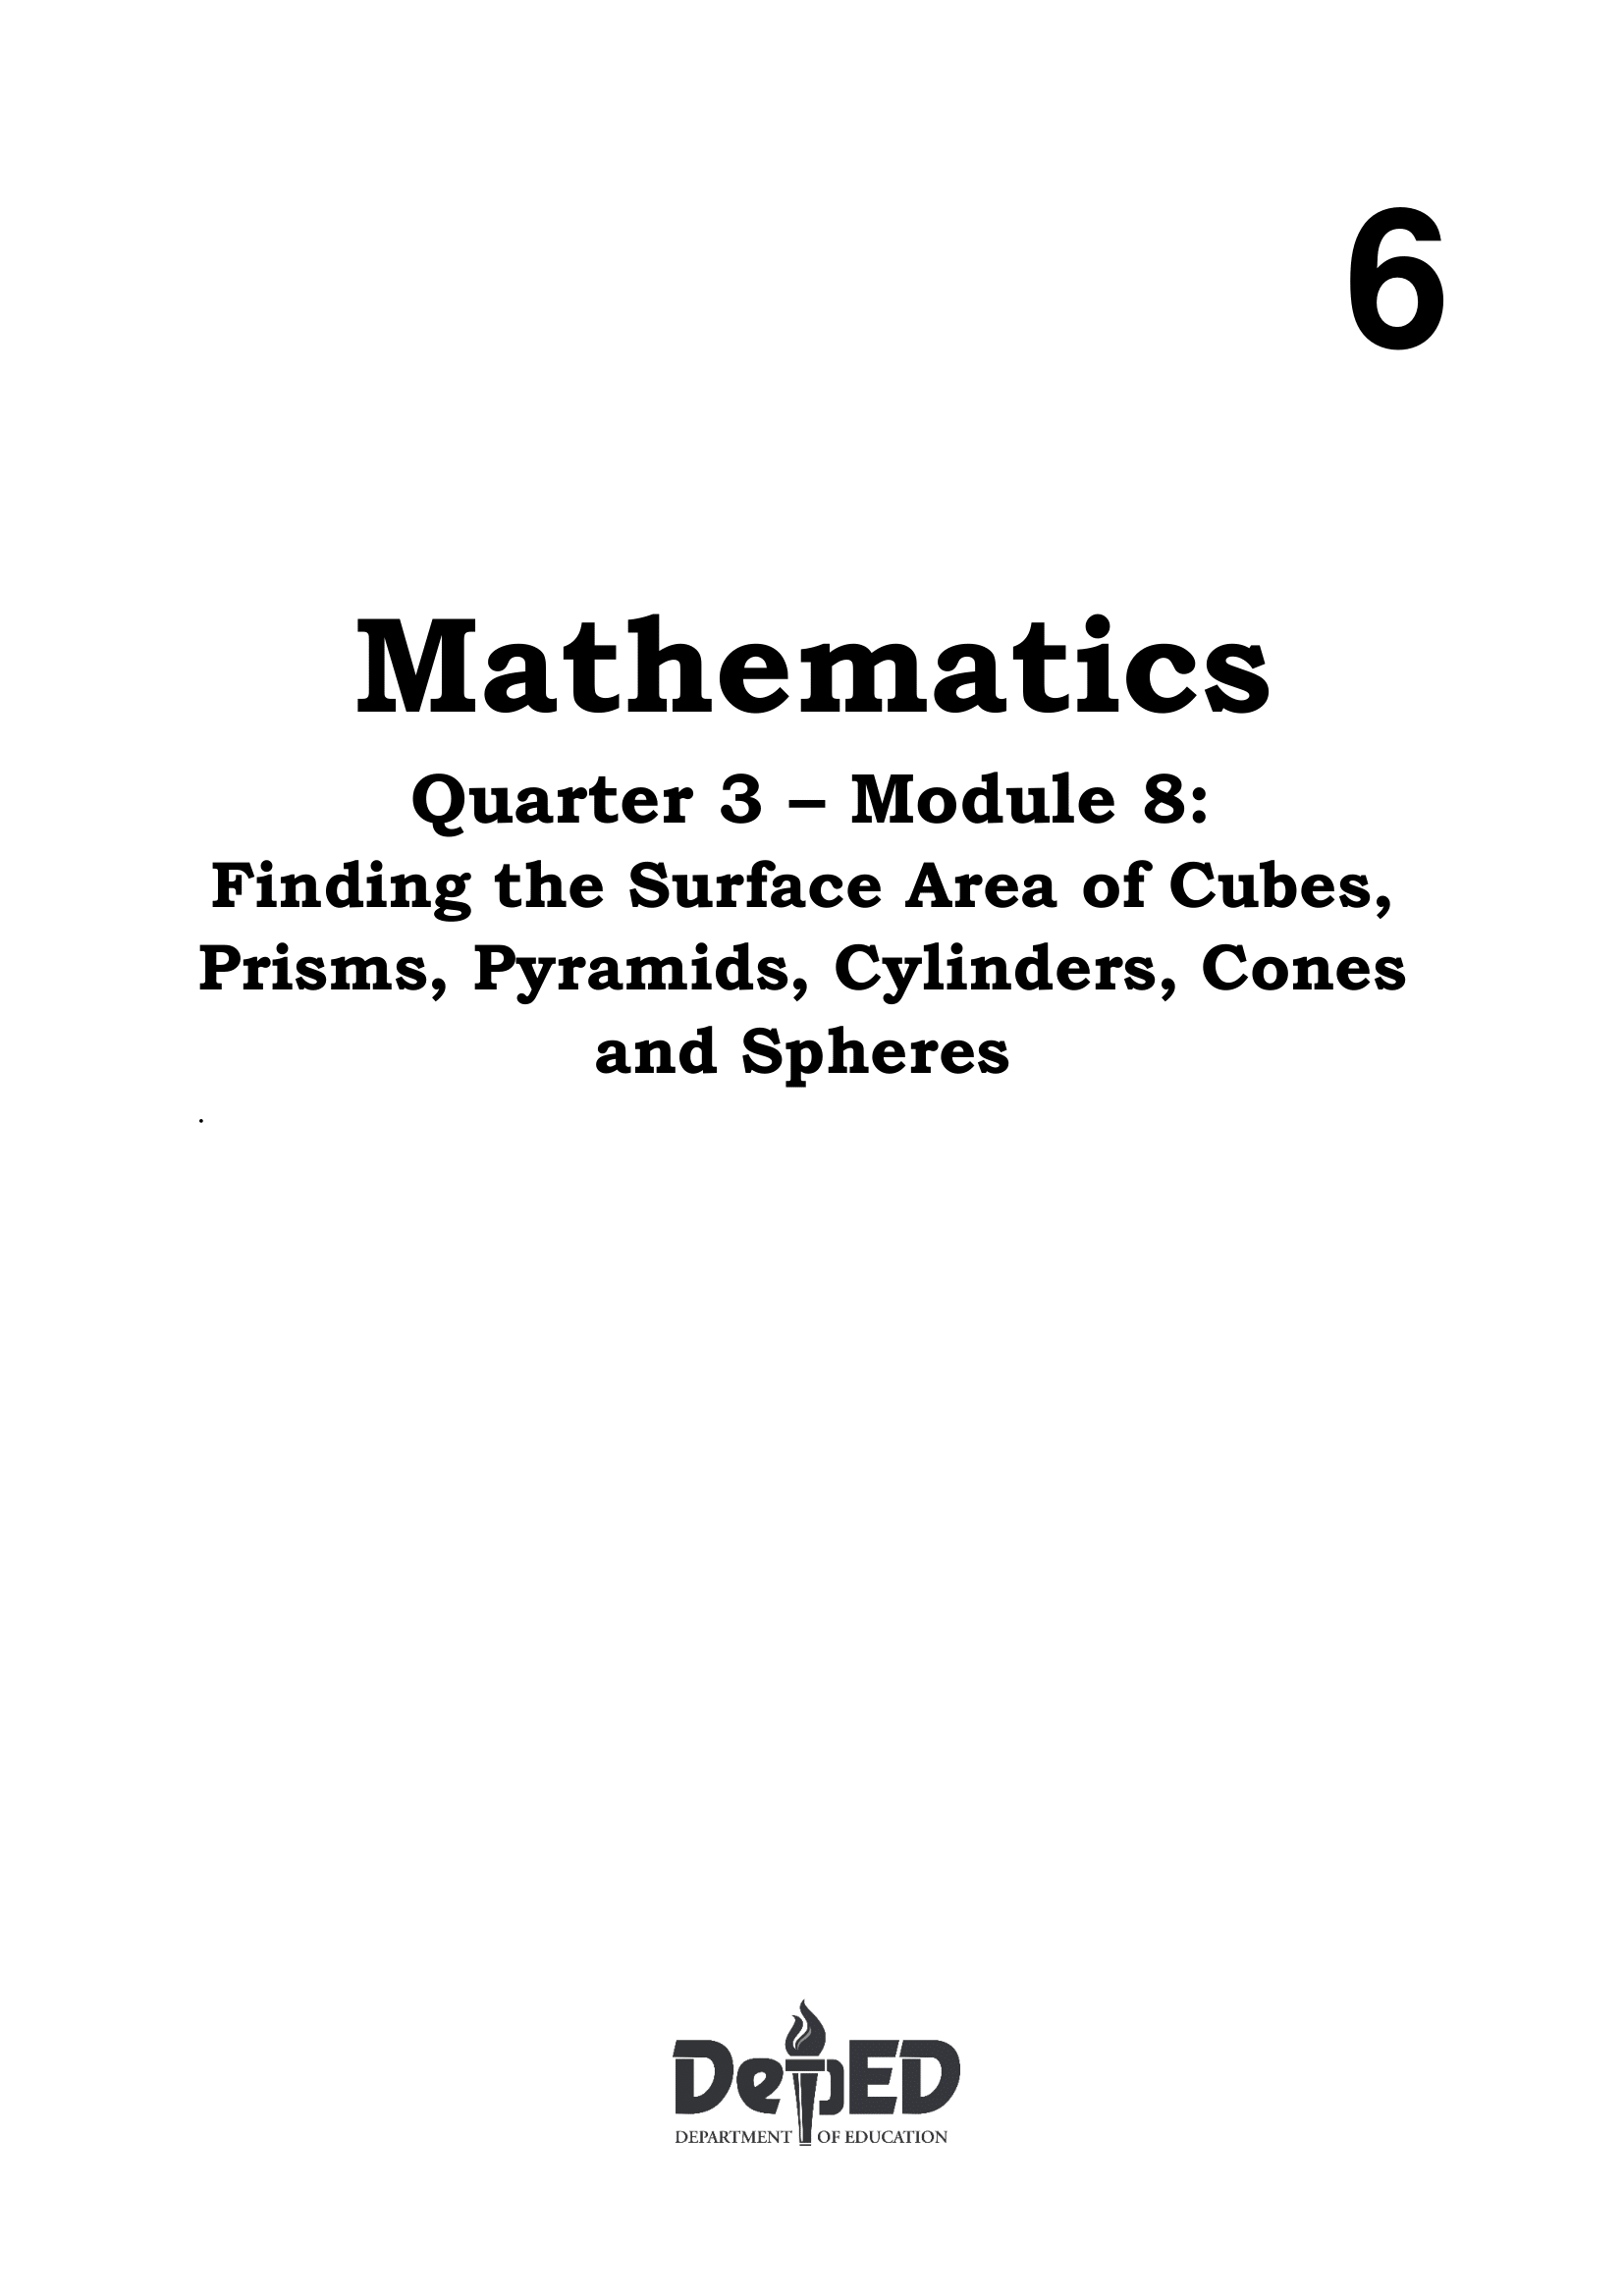 6
Mathematics
Quarter 3 – Module 8:
Finding the Surface Area of Cubes,
Prisms, Pyramids, Cylinders, Cones
and Spheres
.
DepED
DEPARTMENT OF EDUCATION